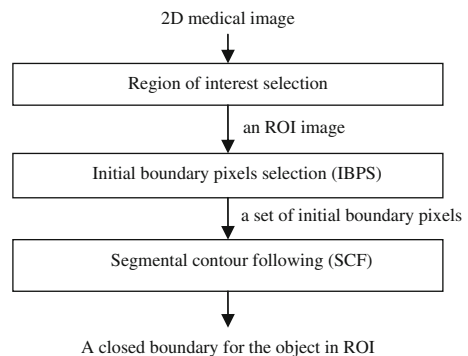 2D medical image
Region of interest selection
an ROI image
Initial boundary pixels selection (IBPS)
a set of initial boundary pixels
Segmental contour following (SCF)
A closed boundary for the object in ROI